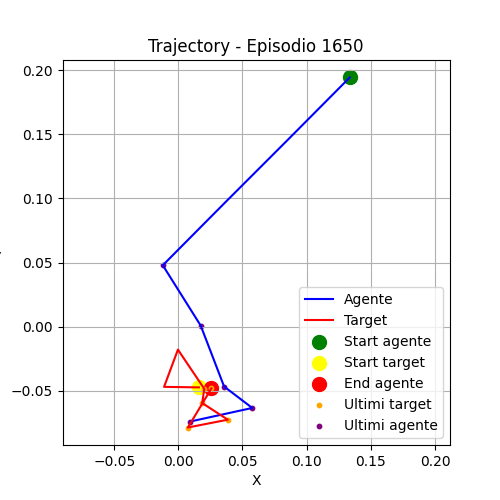 Trajectory - Episodio 1650
0.20
0.15
0.10
0.05
0.00
−0.05
Agente
Target
Start agente
Start target
End agente
Ultimi target
Ultimi agente
−0.05
0.00
0.05
0.10
0.15
0.20
X